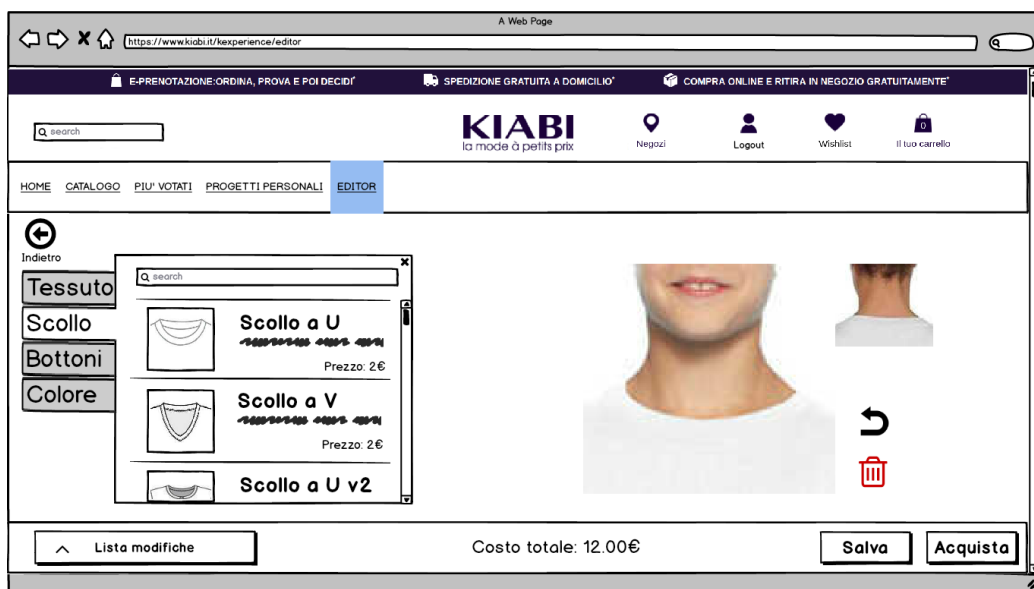 A Web Page
https://www.kiabi.it/kexperience/editor
E-PRENOTAZIONE:ORDINA, PROVA E POI DECIDI* SPEDIZIONE GRATUITA A DOMICILIO* COMPRA ONLINE E RITIRA IN NEGOZIO GRATUITAMENTE*
search
KIABI
la mode à petits prix
Negozi Logout Wishlist 0 Il tuo carrello
HOME CATALOGO PIU' VOTATI PROGETTI PERSONALI EDITOR
Indietro
Tessuto
Scollo
Bottoni
Colore
search
Scollo a U
Prezzo: 2€
Scollo a V
Prezzo: 2€
Scollo a U v2
Lista modifiche Costo totale: 12.00€ Salva Acquista